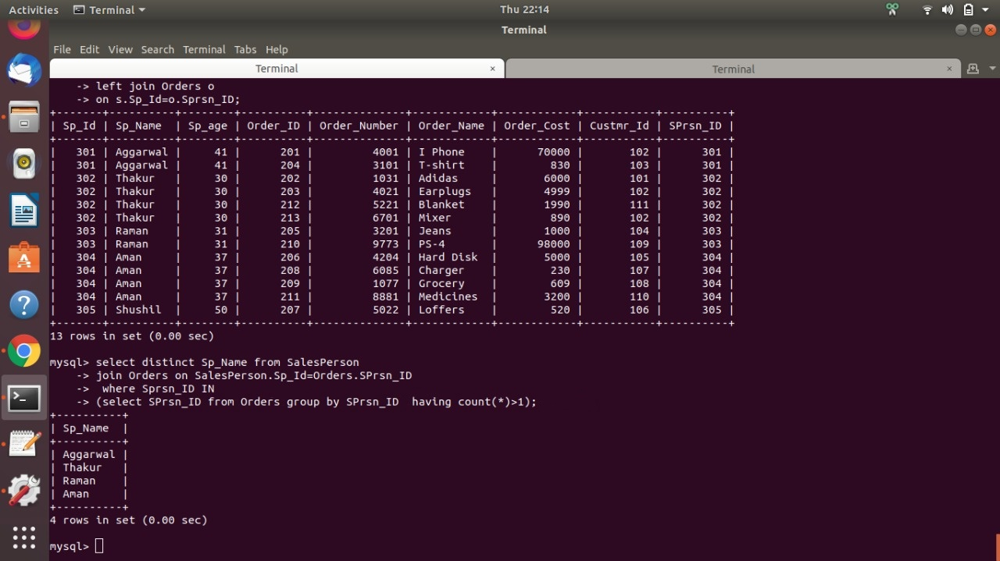 Activities Terminal Thu 22:14
Terminal
File Edit View Search Terminal Tabs Help
Terminal × Terminal ×
    -> left join Orders o
    -> on s.Sp_Id=o.Sprsn_ID;
+-------+-----------+--------+----------+--------------+------------+------------+-----------+----------+
| Sp_Id | Sp_Name   | Sp_age | Order_ID | Order_Number | Order_Name | Order_Cost | Custmr_Id | SPrsn_ID |
+-------+-----------+--------+----------+--------------+------------+------------+-----------+----------+
|   301 | Aggarwal  |     41 |      201 |         4001 | I Phone    |      70000 |       102 |      301 |
|   301 | Aggarwal  |     41 |      204 |         3101 | T-shirt    |        830 |       103 |      301 |
|   302 | Thakur    |     30 |      202 |         1031 | Adidas     |       6000 |       101 |      302 |
|   302 | Thakur    |     30 |      203 |         4021 | Earplugs   |       4999 |       102 |      302 |
|   302 | Thakur    |     30 |      212 |         5221 | Blanket    |       1990 |       111 |      302 |
|   302 | Thakur    |     30 |      213 |         6701 | Mixer      |        890 |       102 |      302 |
|   303 | Raman     |     31 |      205 |         3201 | Jeans      |       1000 |       104 |      303 |
|   303 | Raman     |     31 |      210 |         9773 | PS-4       |      98000 |       109 |      303 |
|   304 | Aman      |     37 |      206 |         4204 | Hard Disk  |       5000 |       105 |      304 |
|   304 | Aman      |     37 |      208 |         6085 | Charger    |        230 |       107 |      304 |
|   304 | Aman      |     37 |      209 |         1077 | Grocery    |        609 |       108 |      304 |
|   304 | Aman      |     37 |      211 |         8881 | Medicines  |       3200 |       110 |      304 |
|   305 | Shushil   |     50 |      207 |         5022 | Loffers    |        520 |       106 |      305 |
+-------+-----------+--------+----------+--------------+------------+------------+-----------+----------+
13 rows in set (0.00 sec)
mysql> select distinct Sp_Name from SalesPerson
    -> join Orders on SalesPerson.Sp_Id=Orders.SPrsn_ID
    ->  where Sprsn_ID IN
    -> (select SPrsn_ID from Orders group by SPrsn_ID  having count(*)>1);
+----------+
| Sp_Name  |
+----------+
| Aggarwal |
| Thakur   |
| Raman    |
| Aman     |
+----------+
4 rows in set (0.00 sec)
mysql>